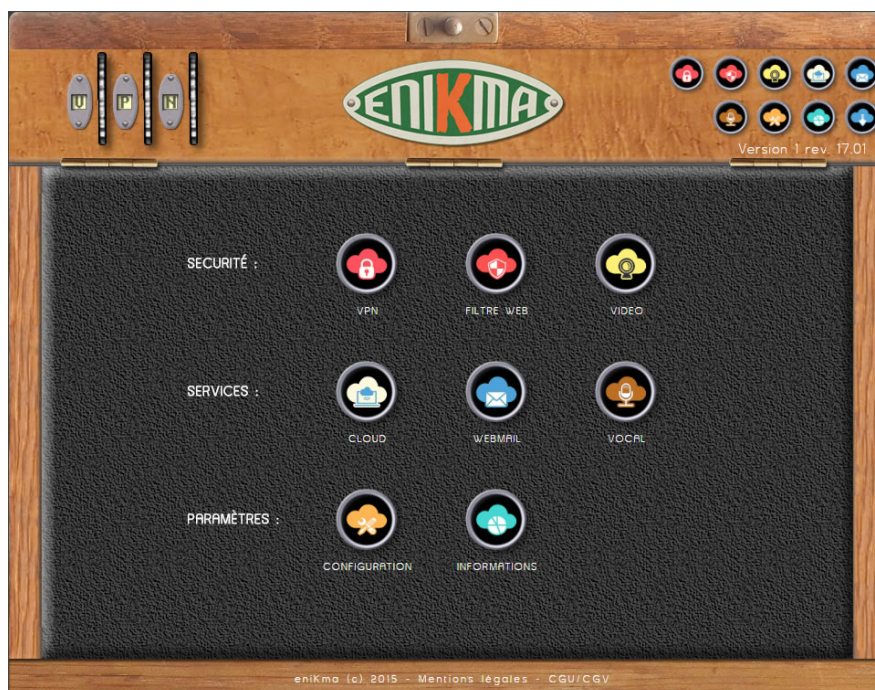 U P N
ENIKMA
Version 1 rev. 17.01
SECURITÉ :
VPN
FILTRE WEB
VIDEO
SERVICES :
CLOUD
WEBMAIL
VOCAL
PARAMÈTRES :
CONFIGURATION
INFORMATIONS
eniKma (c) 2015 - Mentions légales - CGU/CGV